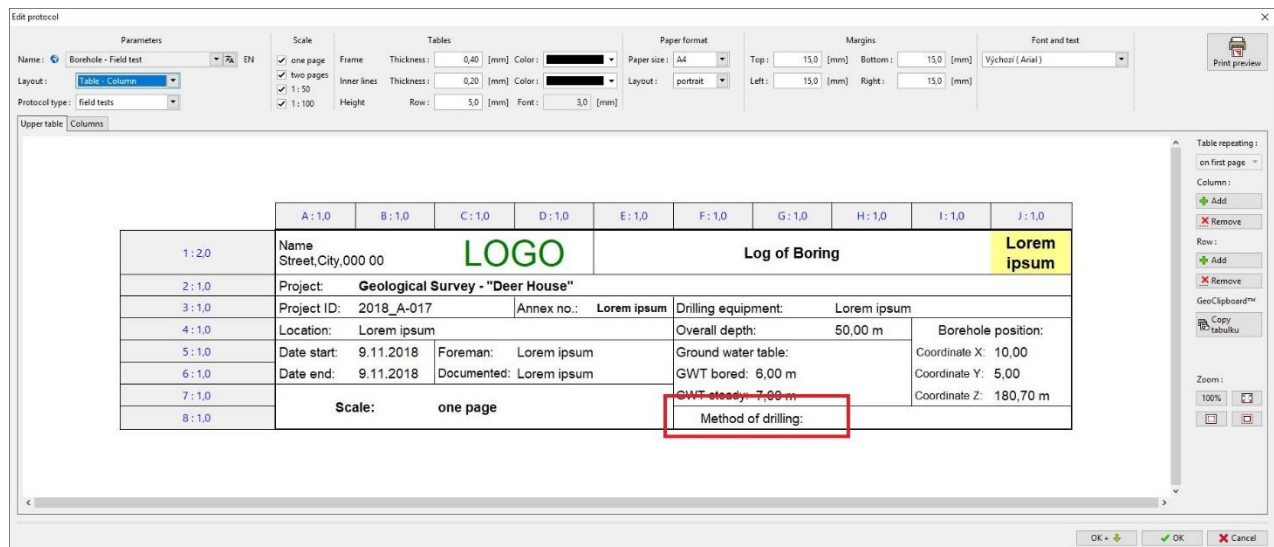 Edit protocol
Parameters Scale Tables Paper format Margins Font and text
Name: Borehole - Field test EN one page Frame Thickness: 0,40 [mm] Color: Paper size: A4 Top: 15,0 [mm] Bottom: 15,0 [mm] Výchozí ( Arial ) Print preview
Layout: Table - Column two pages Inner lines Thickness: 0,20 [mm] Color: Layout: portrait Left: 15,0 [mm] Right: 15,0 [mm]
1 : 50
Protocol type: field tests 1 : 100 Height Row: 5,0 [mm] Font: 3,0 [mm]
Upper table Columns
Table repeating :
on first page
Column :
Add
Remove
Row :
Add
Remove
GeoClipboard™
Copy
tabulku
Zoom :
100%
A : 1,0 B : 1,0 C : 1,0 D : 1,0 E : 1,0 F : 1,0 G : 1,0 H : 1,0 I : 1,0 J : 1,0
1 : 2,0 Name
Street,City,000 00 LOGO Log of Boring Lorem
ipsum
2 : 1,0 Project: Geological Survey - "Deer House"
3 : 1,0 Project ID: 2018_A-017 Annex no.: Lorem ipsum Drilling equipment: Lorem ipsum
4 : 1,0 Location: Lorem ipsum Overall depth: 50,00 m Borehole position:
5 : 1,0 Date start: 9.11.2018 Foreman: Lorem ipsum Ground water table: Coordinate X: 10,00
6 : 1,0 Date end: 9.11.2018 Documented: Lorem ipsum GWT bored: 6,00 m Coordinate Y: 5,00
7 : 1,0 GWT steady: 7,00 m Coordinate Z: 180,70 m
Scale: one page
8 : 1,0 Method of drilling:
OK + OK Cancel